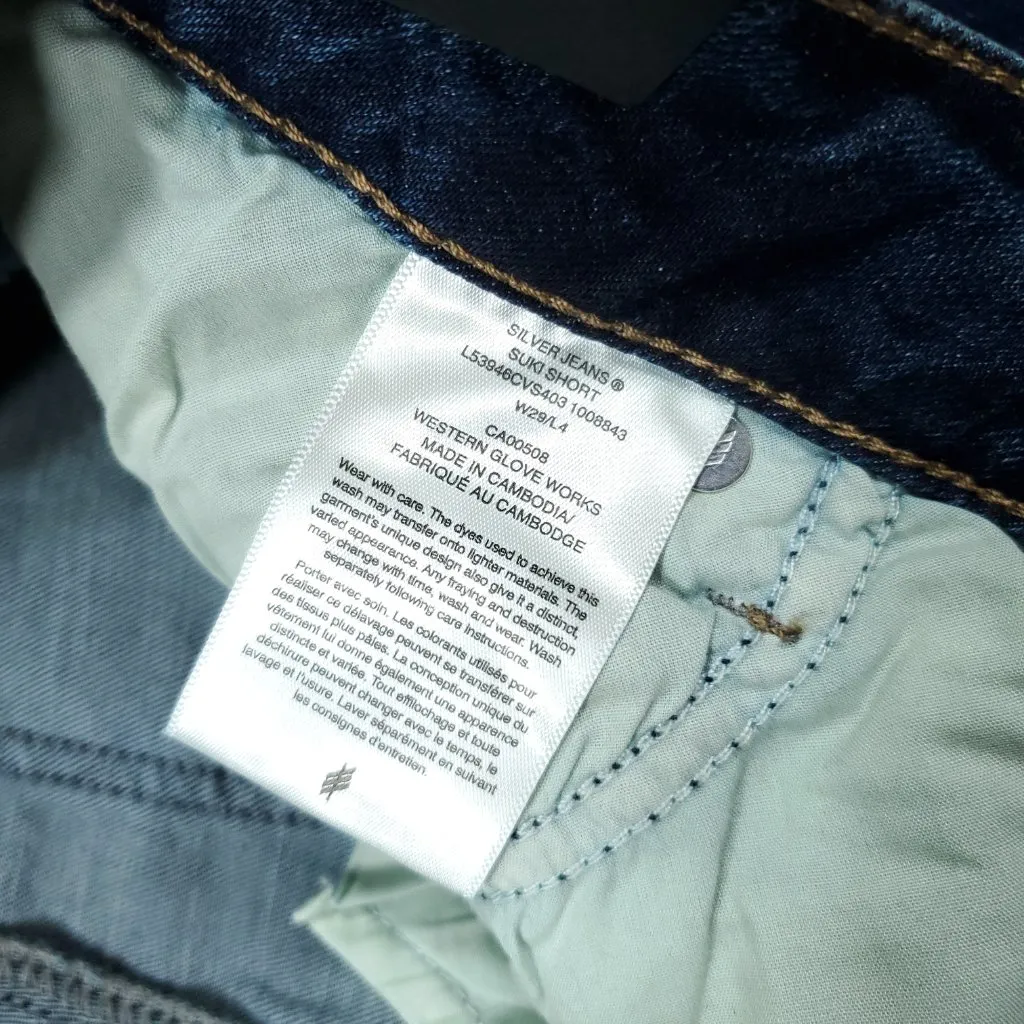 SILVER JEANS ®
SUKI SHORT
L53946CVS403 1008843
W29/L4
CA00508
WESTERN GLOVE WORKS
MADE IN CAMBODIA/
FABRIQUÉ AU CAMBODGE
Wear with care. The dyes used to achieve this
wash may transfer onto lighter materials. The
garment's unique design also give it a distinct,
varied appearance. Any fraying and destruction
may change with time, wash and wear. Wash
separately following care instructions.
Porter avec soin. Les colorants utilisés pour
réaliser ce délavage peuvent se transférer sur
des tissus plus pâles. La conception unique du
vêtement lui donne également une apparence
distincte et variée. Tout effilochage et toute
déchirure peuvent changer avec le temps, le
lavage et l'usure. Laver séparément en suivant
les consignes d'entretien.